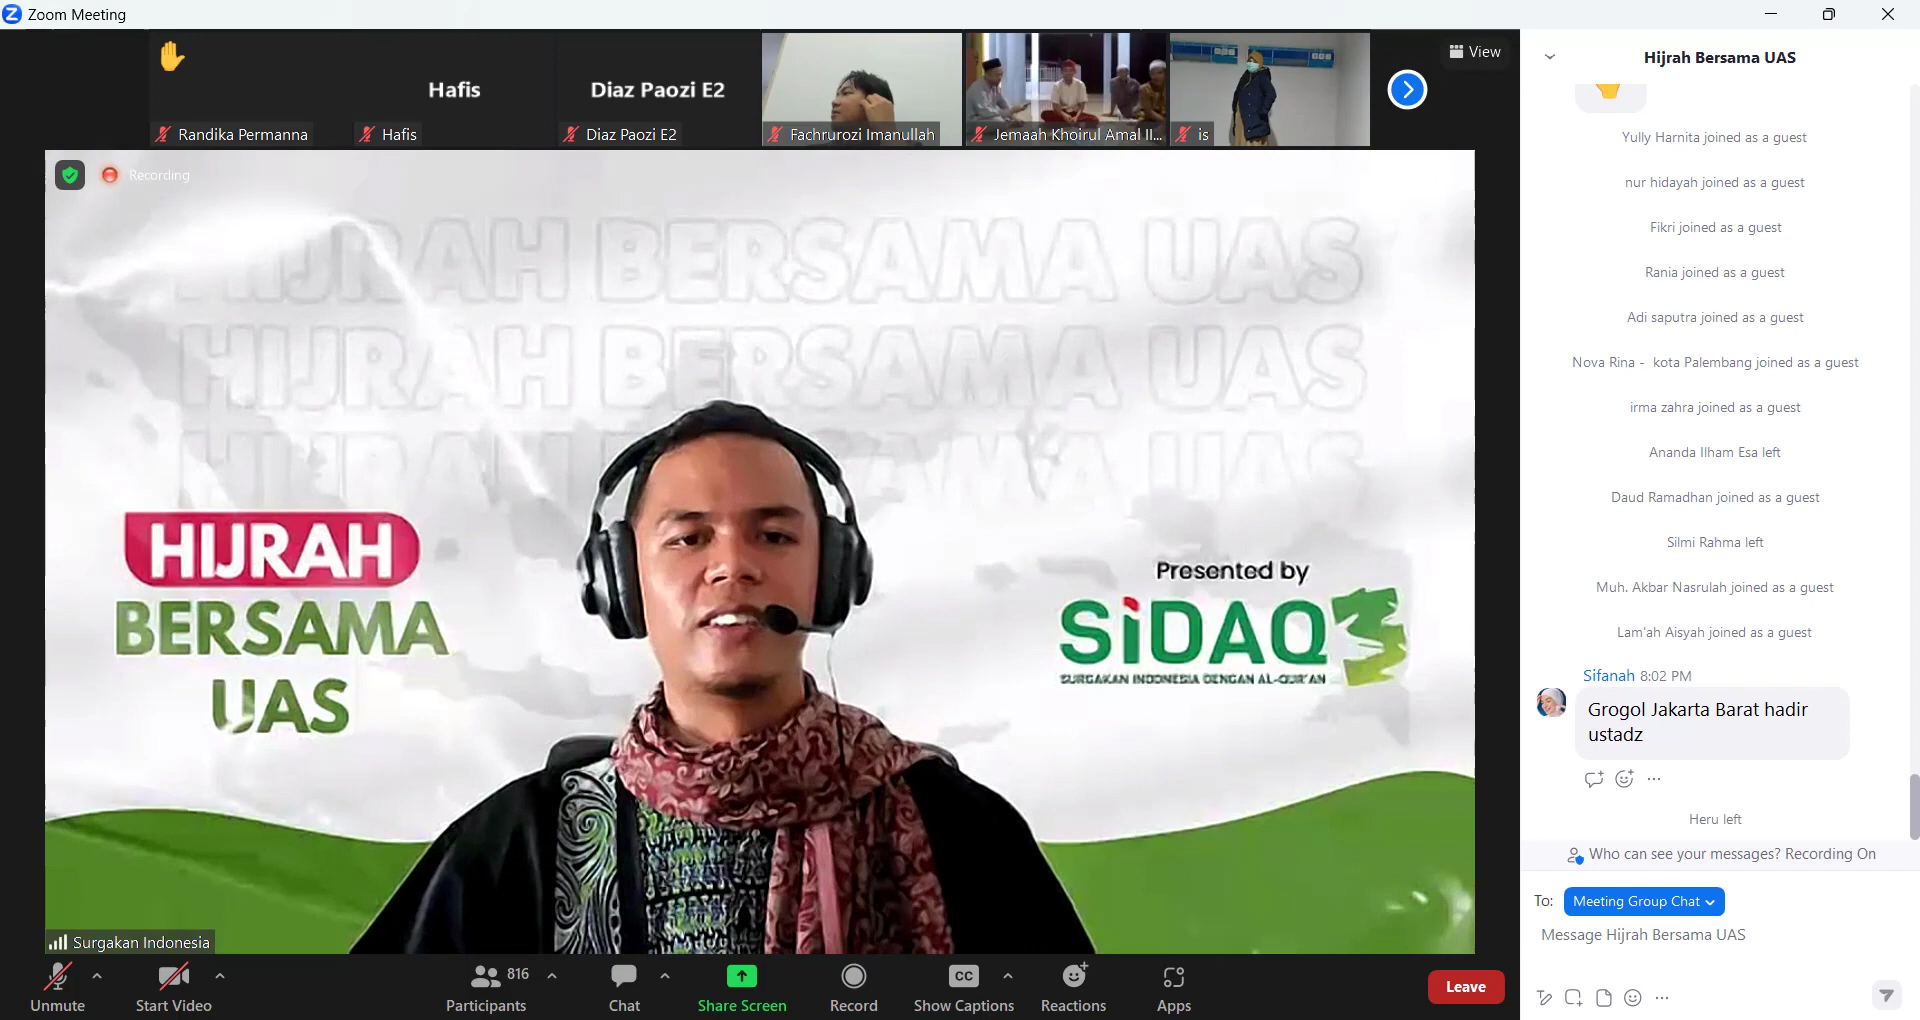 Zoom Meeting
Hafis
Diaz Paozi E2
Randika Permanna
Hafis
Diaz Paozi E2
Fachrurozi Imanullah
Jemaah Khoirul Amal II...
is
View
Recording
HIJRAH BERSAMA UAS
HIJRAH BERSAMA UAS
HIJRAH BERSAMA UAS
HIJRAH
BERSAMA
UAS
Presented by
SiDAQ
SURGAKAN INDONESIA DENGAN AL-QUR'AN
Surgakan Indonesia
Unmute
Start Video
816
Participants
Chat
Share Screen
Record
CC
Show Captions
Reactions
Apps
Leave
Hijrah Bersama UAS
Yully Harnita joined as a guest
nur hidayah joined as a guest
Fikri joined as a guest
Rania joined as a guest
Adi saputra joined as a guest
Nova Rina - kota Palembang joined as a guest
irma zahra joined as a guest
Ananda Ilham Esa left
Daud Ramadhan joined as a guest
Silmi Rahma left
Muh. Akbar Nasrulah joined as a guest
Lam'ah Aisyah joined as a guest
Sifanah 8:02 PM
Grogol Jakarta Barat hadir
ustadz
Heru left
Who can see your messages? Recording On
To: Meeting Group Chat
Message Hijrah Bersama UAS